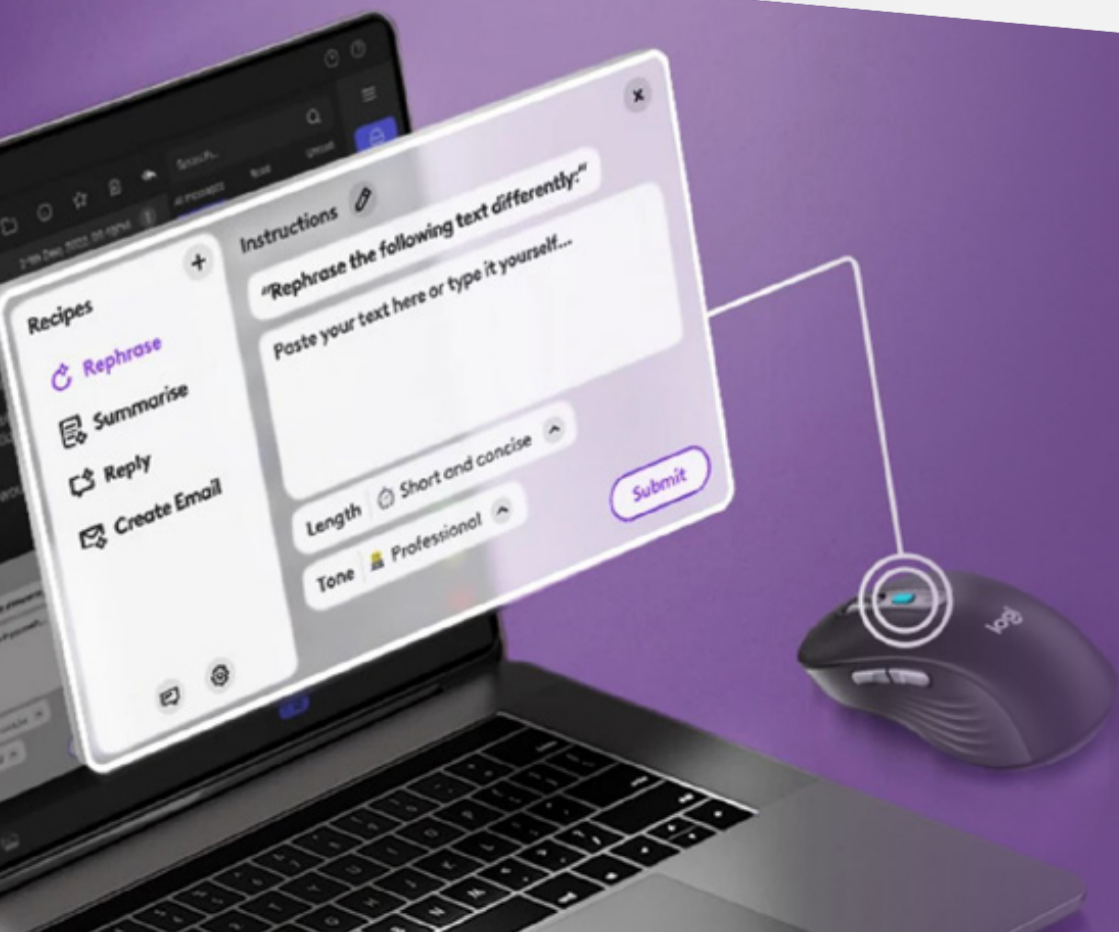 Recipes
Rephrase
Summarise
Reply
Create Email
Instructions
"Rephrase the following text differently:"
Paste your text here or type it yourself...
Length
Short and concise
Tone
Professional
Submit
logi